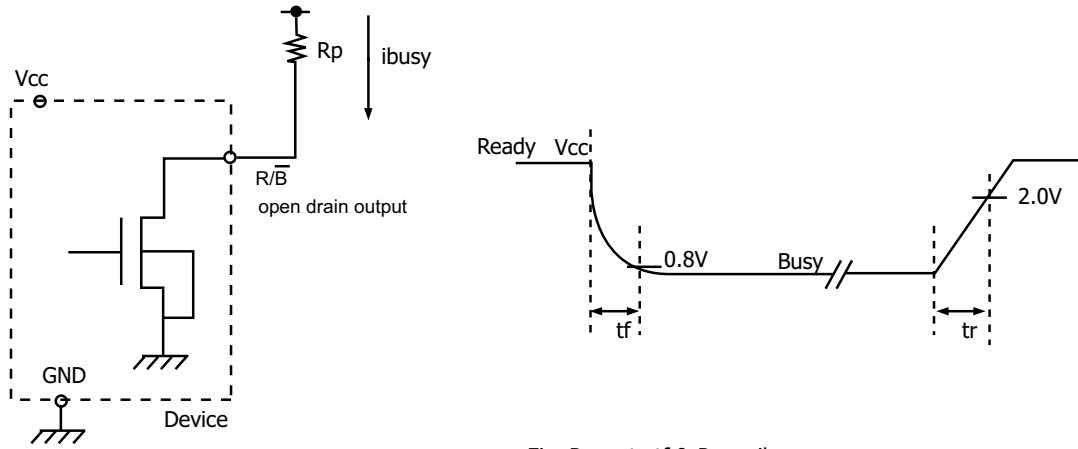 Rp
ibusy
Vcc
R/B̅
open drain output
GND
Device
Ready Vcc
2.0V
0.8V
Busy
tf
tr